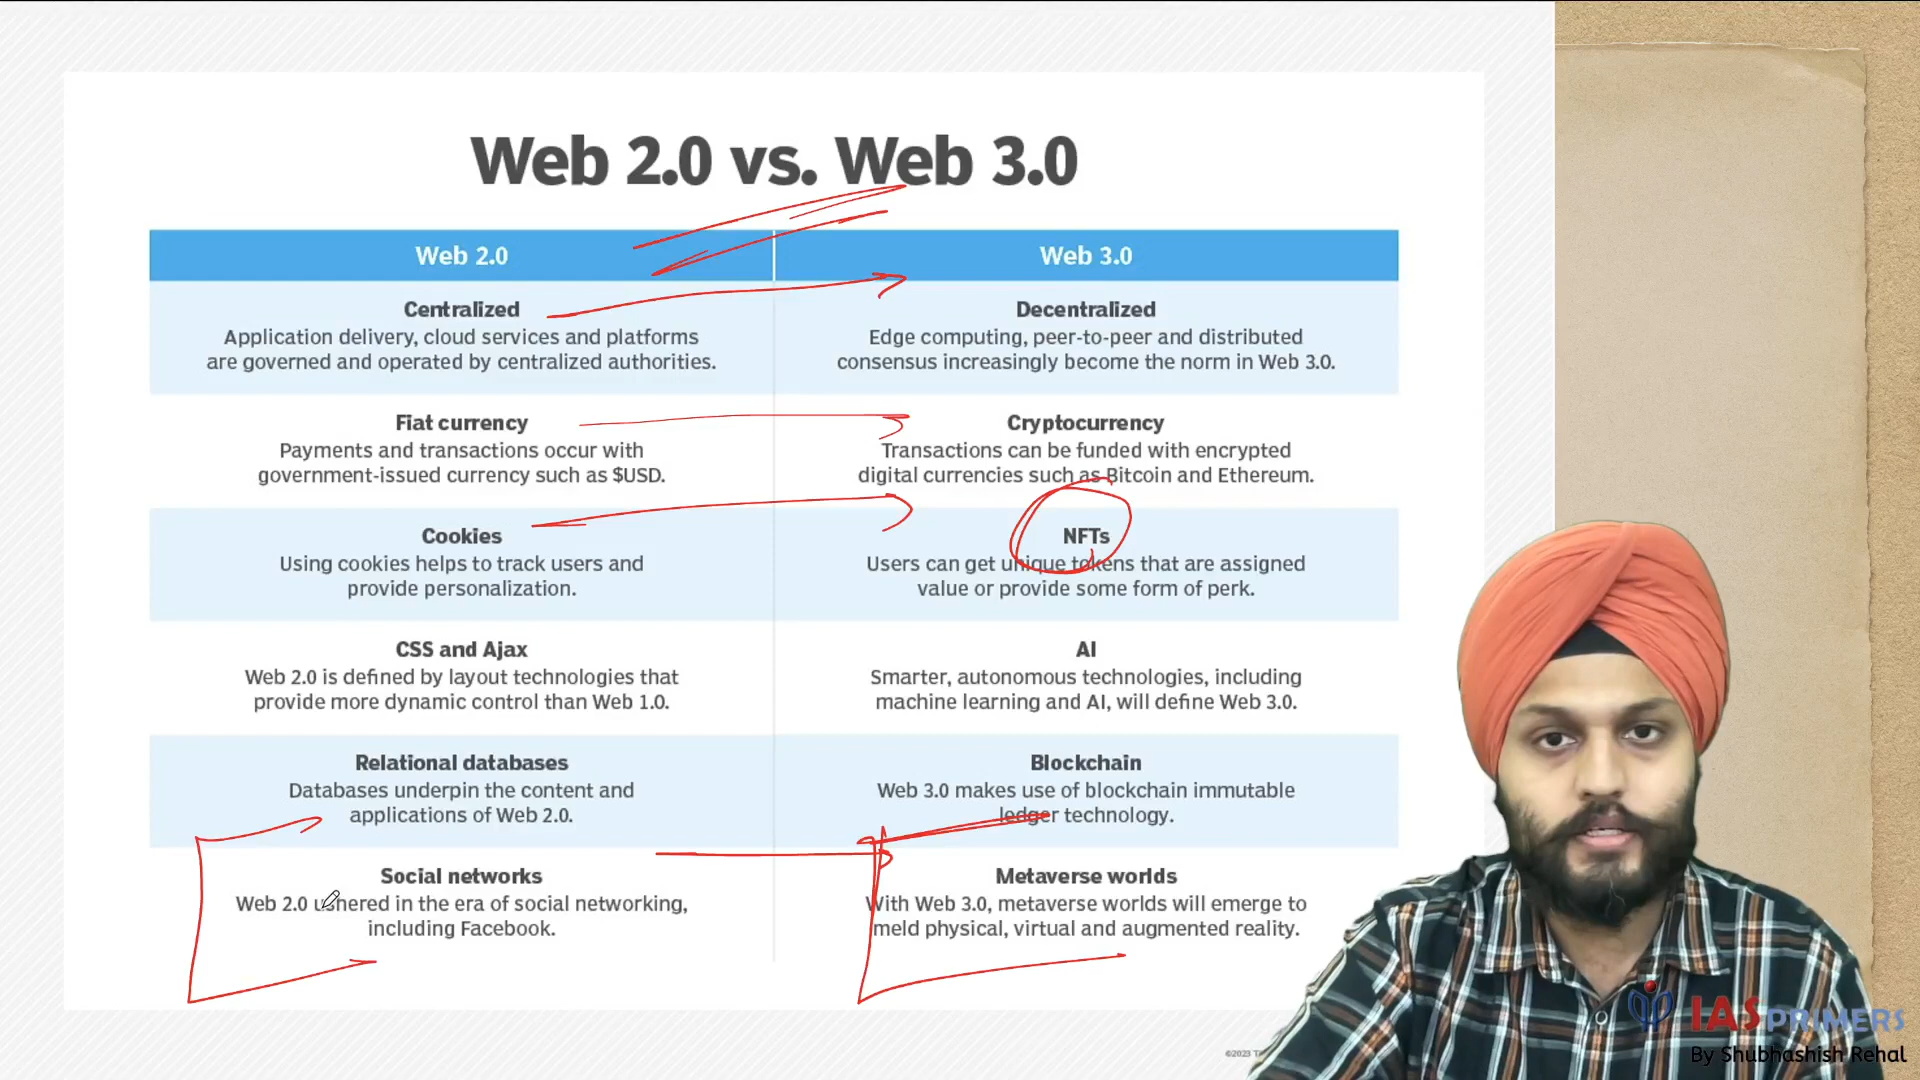 Web 2.0 vs. Web 3.0
Web 2.0
Web 3.0
Centralized
Application delivery, cloud services and platforms
are governed and operated by centralized authorities.
Decentralized
Edge computing, peer-to-peer and distributed
consensus increasingly become the norm in Web 3.0.
Fiat currency
Payments and transactions occur with
government-issued currency such as $USD.
Cryptocurrency
Transactions can be funded with encrypted
digital currencies such as Bitcoin and Ethereum.
Cookies
Using cookies helps to track users and
provide personalization.
NFTs
Users can get unique tokens that are assigned
value or provide some form of perk.
CSS and Ajax
Web 2.0 is defined by layout technologies that
provide more dynamic control than Web 1.0.
AI
Smarter, autonomous technologies, including
machine learning and AI, will define Web 3.0.
Relational databases
Databases underpin the content and
applications of Web 2.0.
Blockchain
Web 3.0 makes use of blockchain immutable
ledger technology.
Social networks
Web 2.0 ushered in the era of social networking,
including Facebook.
Metaverse worlds
With Web 3.0, metaverse worlds will emerge to
meld physical, virtual and augmented reality.
©2023
IAS PRIMERS
By Shubhashish Rehal